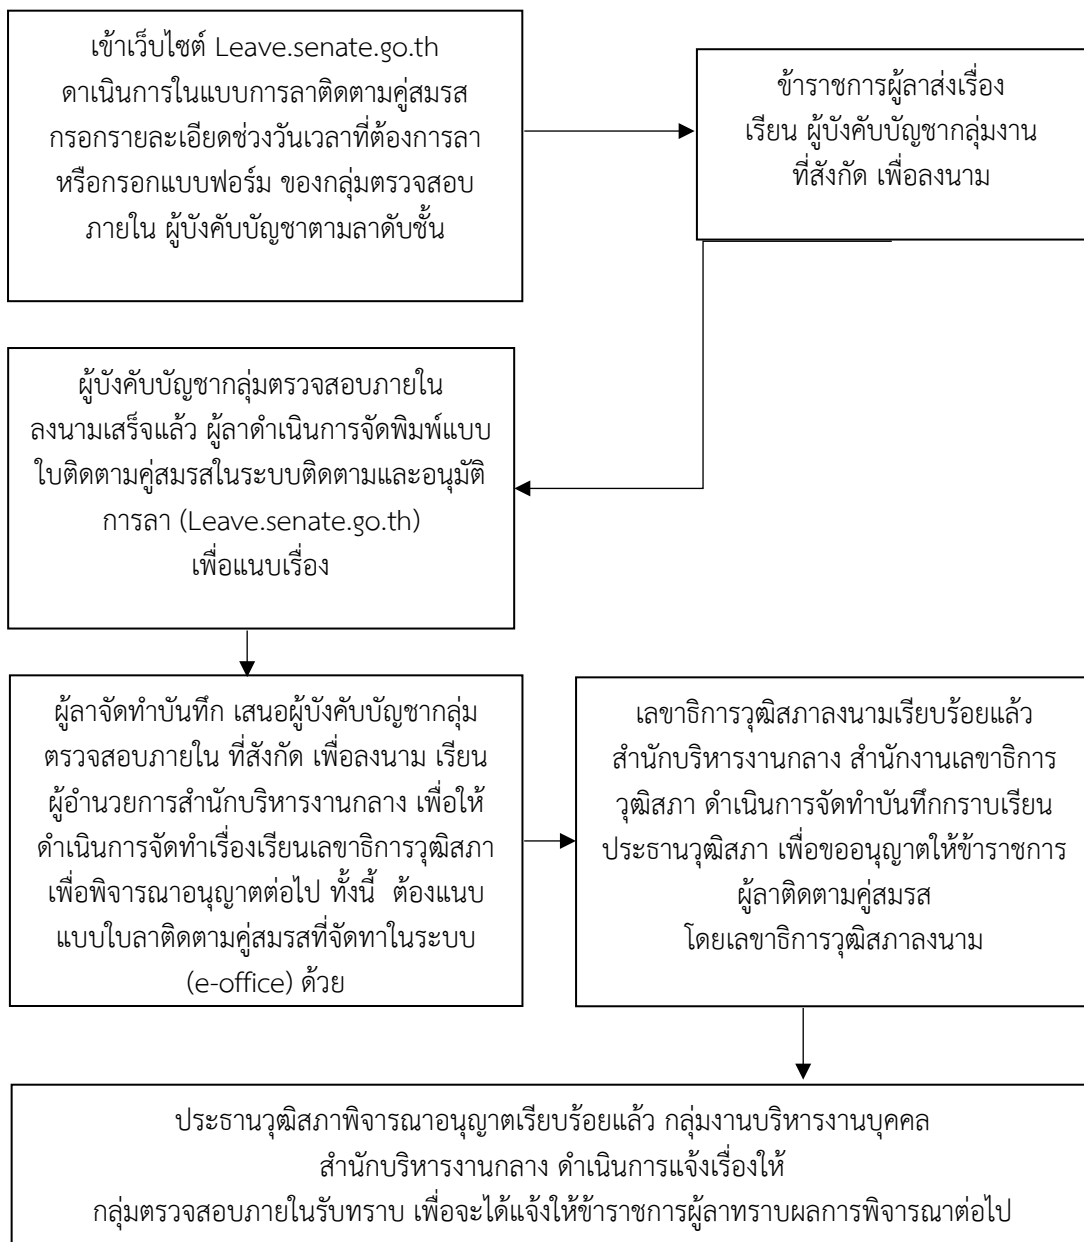 เข้าเว็บไซต์ Leave.senate.go.th
ดาเนินการในแบบการลาติดตามคู่สมรส
กรอกรายละเอียดช่วงวันเวลาที่ต้องการลา
หรือกรอกแบบฟอร์ม ของกลุ่มตรวจสอบ
ภายใน ผู้บังคับบัญชาตามลาดับชั้น
ข้าราชการผู้ลาส่งเรื่อง
เรียน ผู้บังคับบัญชากลุ่มงาน
ที่สังกัด เพื่อลงนาม
ผู้บังคับบัญชากลุ่มตรวจสอบภายใน
ลงนามเสร็จแล้ว ผู้ลาดำเนินการจัดพิมพ์แบบ
ใบติดตามคู่สมรสในระบบติดตามและอนุมัติ
การลา (Leave.senate.go.th)
เพื่อแนบเรื่อง
ผู้ลาจัดทำบันทึก เสนอผู้บังคับบัญชากลุ่ม
ตรวจสอบภายใน ที่สังกัด เพื่อลงนาม เรียน
ผู้อำนวยการสำนักบริหารงานกลาง เพื่อให้
ดำเนินการจัดทำเรื่องเรียนเลขาธิการวุฒิสภา
เพื่อพิจารณาอนุญาตต่อไป ทั้งนี้ ต้องแนบ
แบบใบลาติดตามคู่สมรสที่จัดทาในระบบ
(e-office) ด้วย
เลขาธิการวุฒิสภาลงนามเรียบร้อยแล้ว
สำนักบริหารงานกลาง สำนักงานเลขาธิการ
วุฒิสภา ดำเนินการจัดทำบันทึกกราบเรียน
ประธานวุฒิสภา เพื่อขออนุญาตให้ข้าราชการ
ผู้ลาติดตามคู่สมรส
โดยเลขาธิการวุฒิสภาลงนาม
ประธานวุฒิสภาพิจารณาอนุญาตเรียบร้อยแล้ว กลุ่มงานบริหารงานบุคคล
สำนักบริหารงานกลาง ดำเนินการแจ้งเรื่องให้
กลุ่มตรวจสอบภายในรับทราบ เพื่อจะได้แจ้งให้ข้าราชการผู้ลาทราบผลการพิจารณาต่อไป